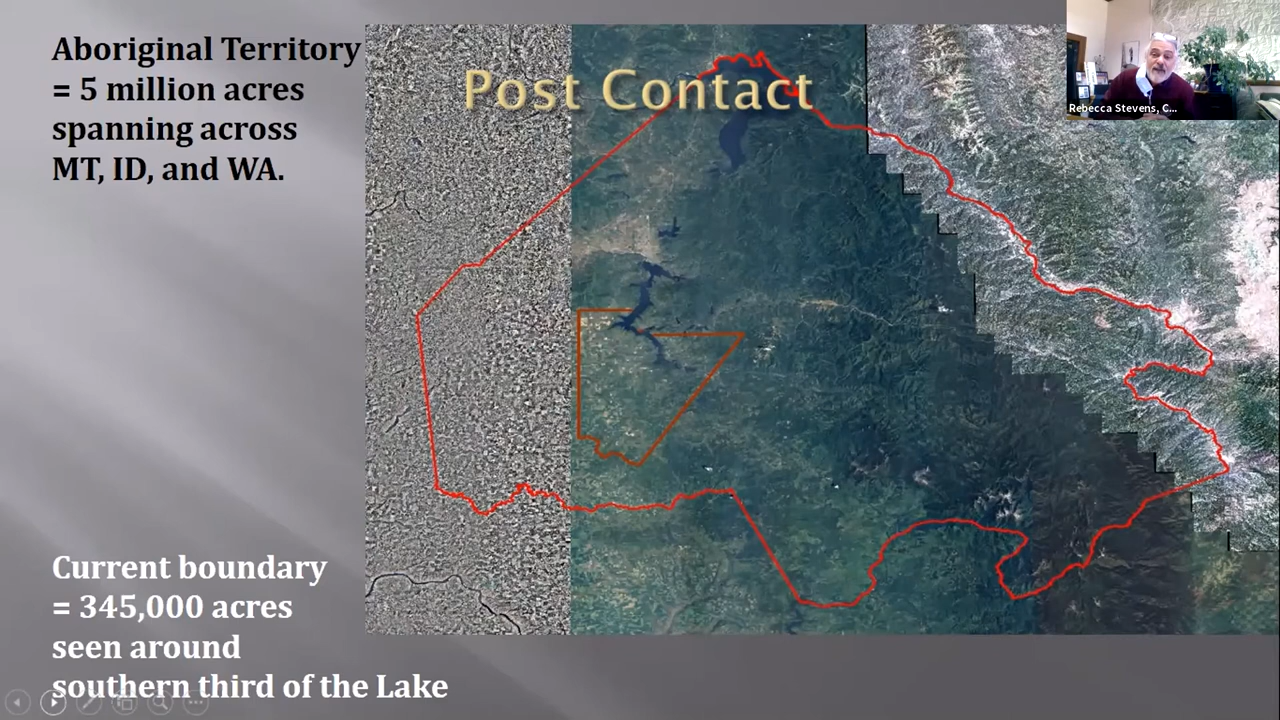 Aboriginal Territory
= 5 million acres
spanning across
MT, ID, and WA.
Post Contact
Rebecca Stevens, C...
Current boundary
= 345,000 acres
seen around
southern third of the Lake